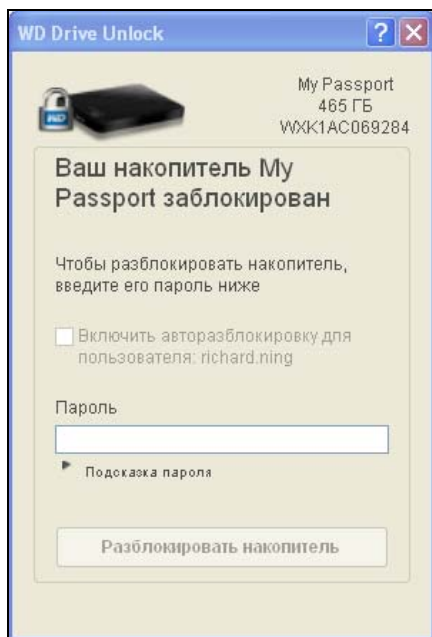 WD Drive Unlock
My Passport
465 ГБ
WXK1AC069284
WD
Ваш накопитель My
Passport заблокирован
Чтобы разблокировать накопитель,
введите его пароль ниже
Включить авторазблокировку для
пользователя: richard.ning
Пароль
Подсказка пароля
Разблокировать накопитель